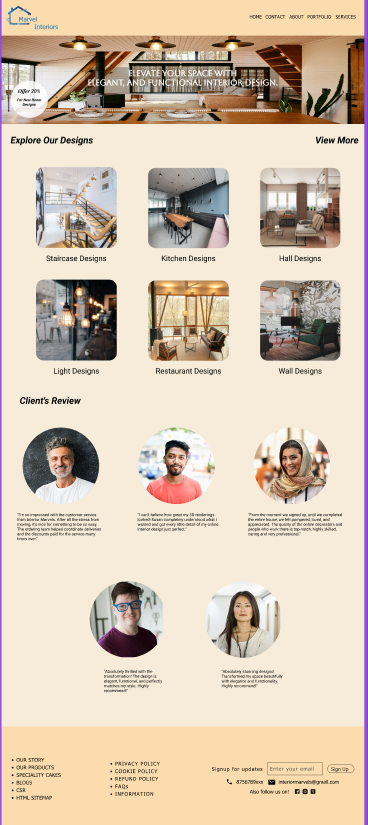 Marvel
Interiors
HOME CONTACT ABOUT PORTFOLIO SERVICES
ELEVATE YOUR SPACE WITH
ELEGANT, AND FUNCTIONAL INTERIOR DESIGN.
Offer 20%
For New Home
Designs
Explore Our Designs
View More
Staircase Designs
Kitchen Designs
Hall Designs
Light Designs
Restaurant Designs
Wall Designs
Client's Review
"I'm so impressed with the customer service
from Interior Marvels. After all the stress from
moving, it's nice for something to be so easy.
The ordering team helped coordinate deliveries
and the discounts paid for the service many
times over."
"I can't believe how great my 3D renderings
looked! Susan completely understood what I
wanted and got every little detail of my online
interior design just perfect."
"From the moment we signed up, until we completed
the entire house, we felt pampered, loved, and
appreciated. The quality of the online decorators and
people who work there is top-notch, highly skilled,
caring and very professional."
"Absolutely thrilled with the
transformation! The design is
elegant, functional, and perfectly
matches my style. Highly
recommend!"
"Absolutely stunning designs!
Transformed my space beautifully
with elegance and functionality.
Highly recommend!"
OUR STORY
OUR PRODUCTS
SPECIALITY CAKES
BLOGS
CSR
HTML SITEMAP
PRIVACY POLICY
COOKIE POLICY
REFUND POLICY
FAQs
INFORMATION
Signup for updates
Enter your email
Sign Up
8756789xxx
interiormarvels@gmail.com
Also follow us on!